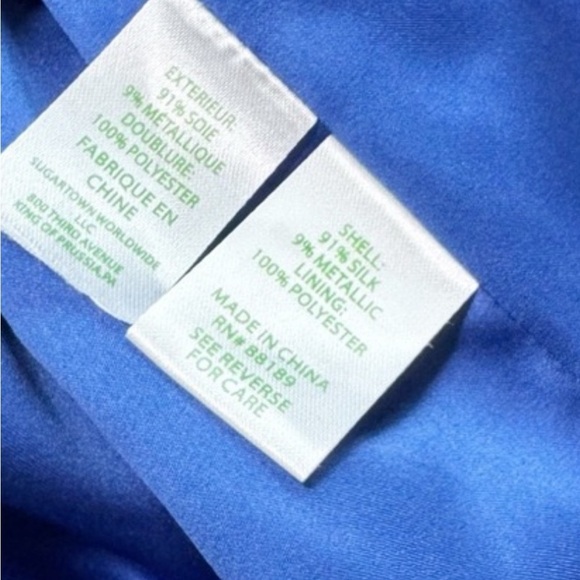 EXTERIEUR:
91% SOIE
9% METALLIQUE
DOUBLURE:
100% POLYESTER
FABRIQUE EN
CHINE
SUGARTOWN WORLDWIDE
LLC
800 THIRD AVENUE
KING OF PRUSSIA,PA
SHELL:
91% SILK
9% METALLIC
LINING:
100% POLYESTER
MADE IN CHINA
RN# 88189
SEE REVERSE
FOR CARE